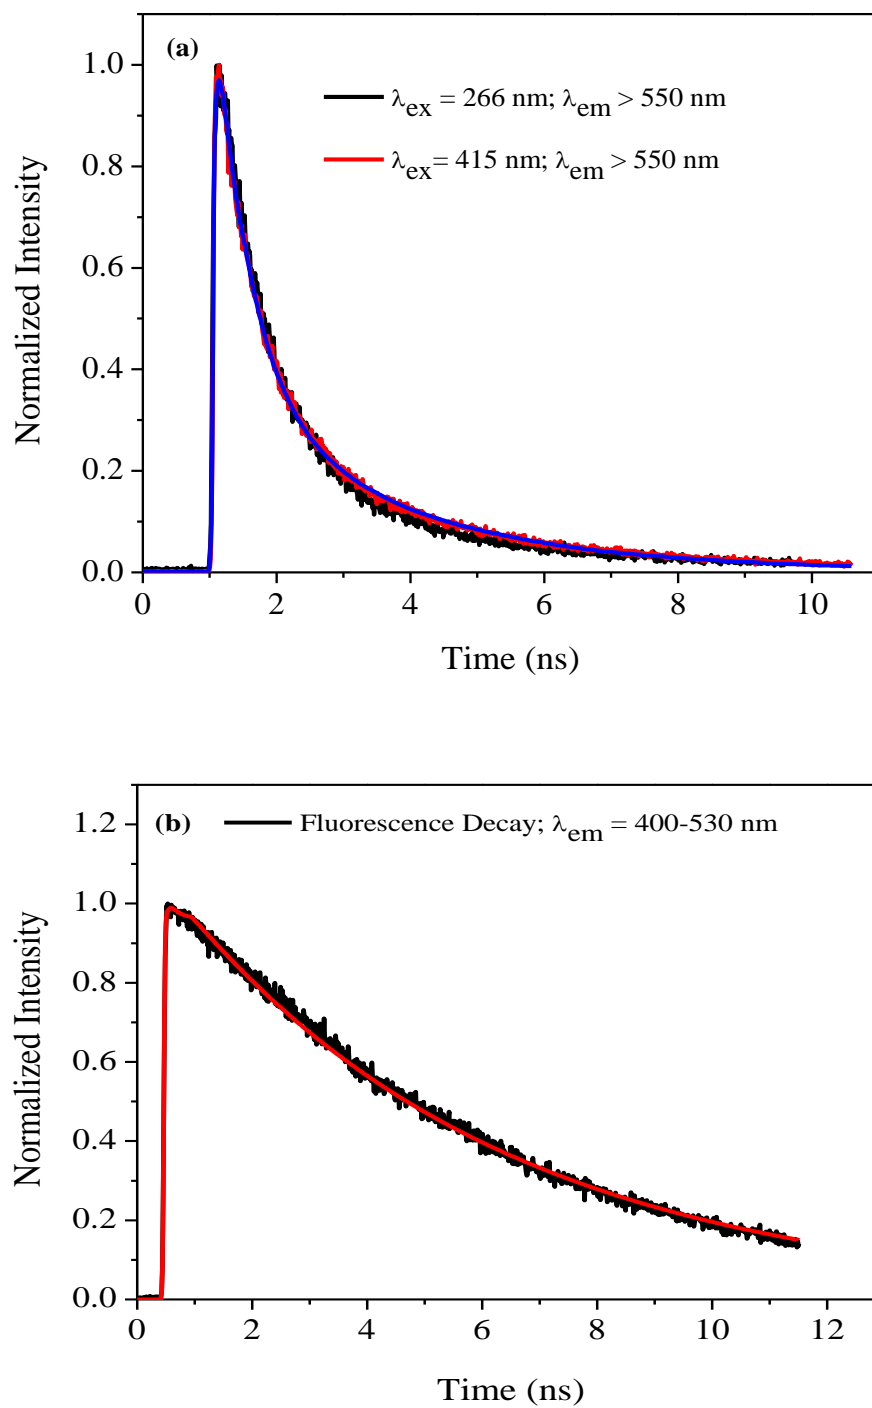 (a)
λex = 266 nm; λem > 550 nm
λex= 415 nm; λem > 550 nm
Normalized Intensity
1.0
0.8
0.6
0.4
0.2
0.0
0 2 4 6 8 10
Time (ns)
(b) Fluorescence Decay; λem = 400-530 nm
Normalized Intensity
1.2
1.0
0.8
0.6
0.4
0.2
0.0
0 2 4 6 8 10 12
Time (ns)